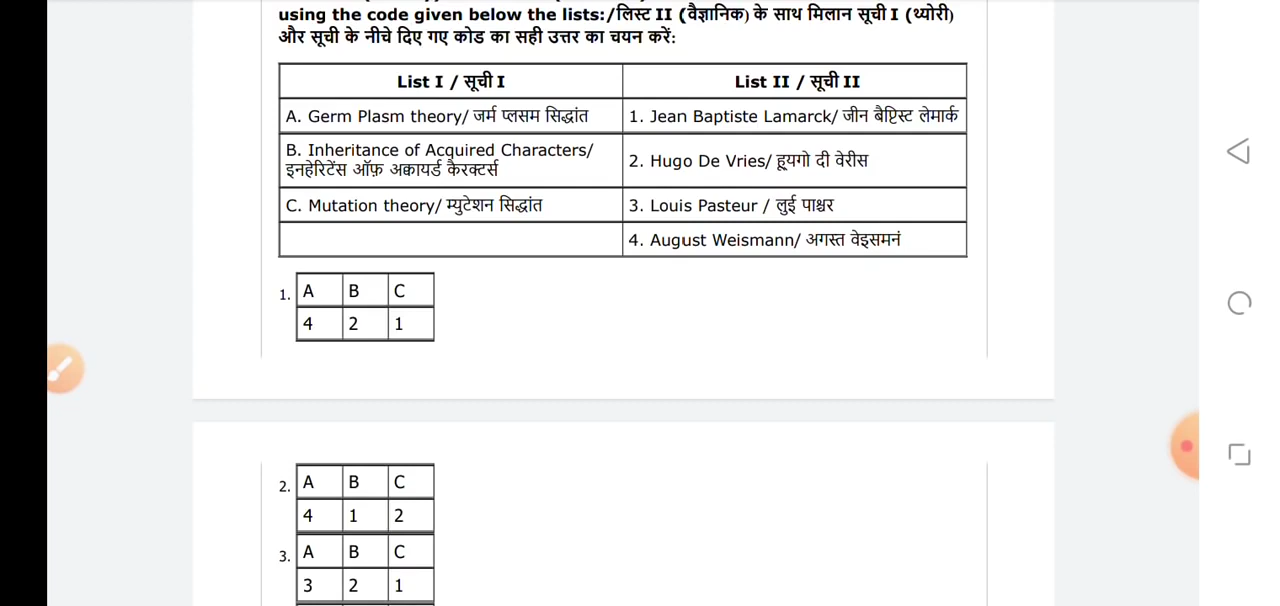 using the code given below the lists:/लिस्ट II (वैज्ञानिक) के साथ मिलान सूची I (थ्योरी)
और सूची के नीचे दिए गए कोड का सही उत्तर का चयन करें:
List I / सूची I
List II / सूची II
A. Germ Plasm theory/ जर्म प्लसम सिद्धांत
1. Jean Baptiste Lamarck/ जीन बैप्टिस्ट लेमार्क
B. Inheritance of Acquired Characters/
इनहेरिटेंस ऑफ़ अक्वायर्ड कैरक्टर्स
2. Hugo De Vries/ हूयगो दी वेरीस
C. Mutation theory/ म्युटेशन सिद्धांत
3. Louis Pasteur / लुई पाश्चर
4. August Weismann/ अगस्त वेइसमनं
1. A B C
4 2 1
2. A B C
4 1 2
3. A B C
3 2 1